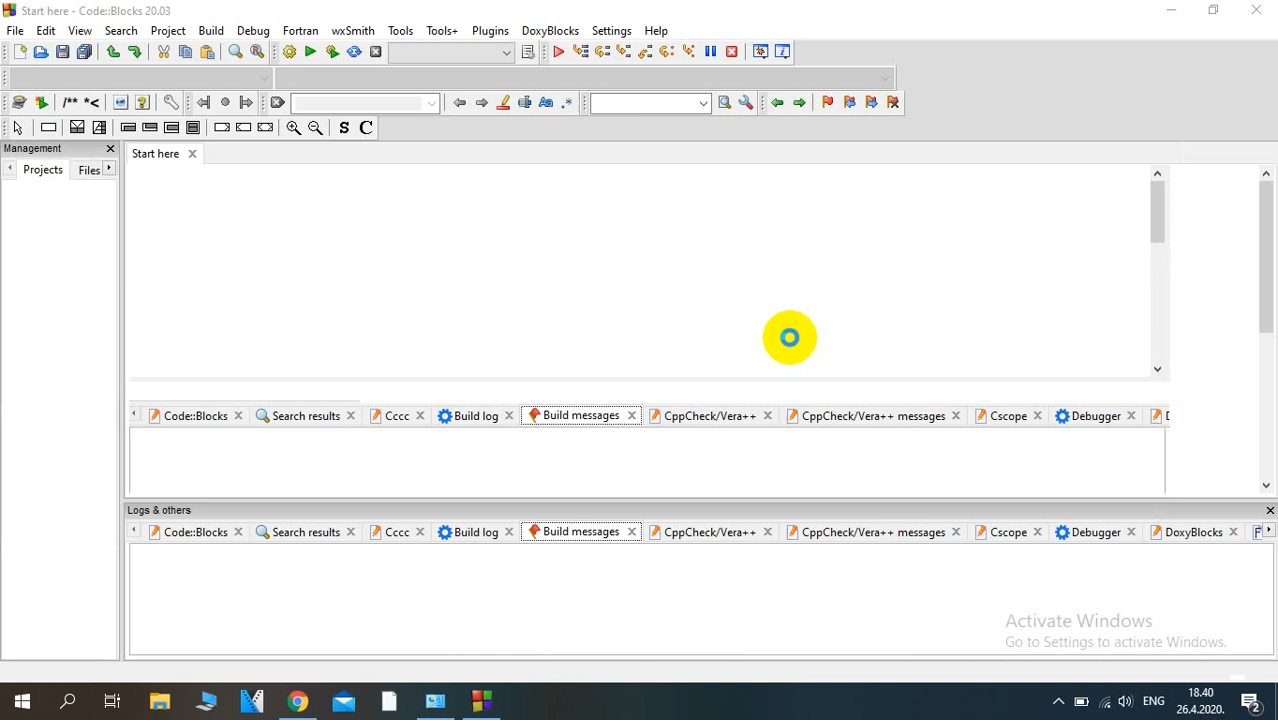 Start here - Code::Blocks 20.03
File Edit View Search Project Build Debug Fortran wxSmith Tools Tools+ Plugins DoxyBlocks Settings Help
/** *< ? Aa .*
S C
Management
Start here
Projects Files
Code::Blocks Search results Cccc Build log Build messages CppCheck/Vera++ CppCheck/Vera++ messages Cscope Debugger
Logs & others
Code::Blocks Search results Cccc Build log Build messages CppCheck/Vera++ CppCheck/Vera++ messages Cscope Debugger DoxyBlocks F
Activate Windows
Go to Settings to activate Windows.
ENG
18.40
26.4.2020.
2